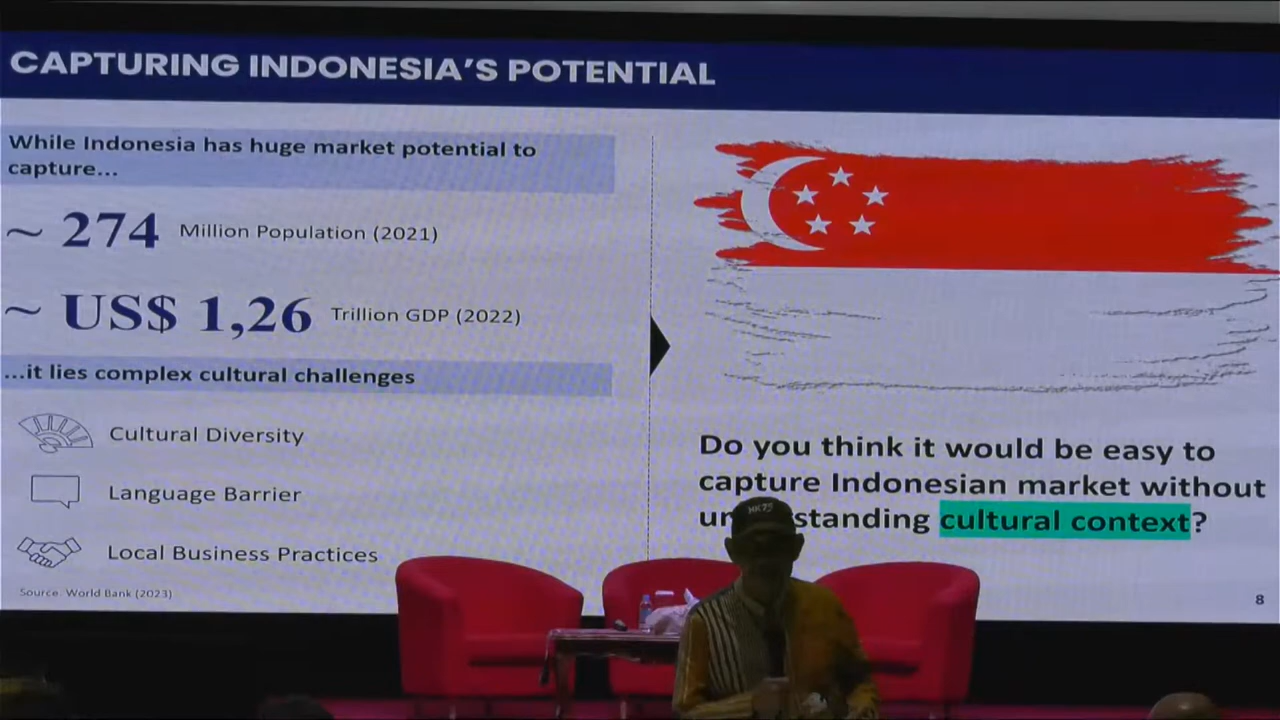 CAPTURING INDONESIA'S POTENTIAL
While Indonesia has huge market potential to
capture...
~ 274 Million Population (2021)
~ US$ 1,26 Trillion GDP (2022)
...it lies complex cultural challenges
Cultural Diversity
Language Barrier
Local Business Practices
Source: World Bank (2023)
Do you think it would be easy to
capture Indonesian market without
standing cultural context?
8